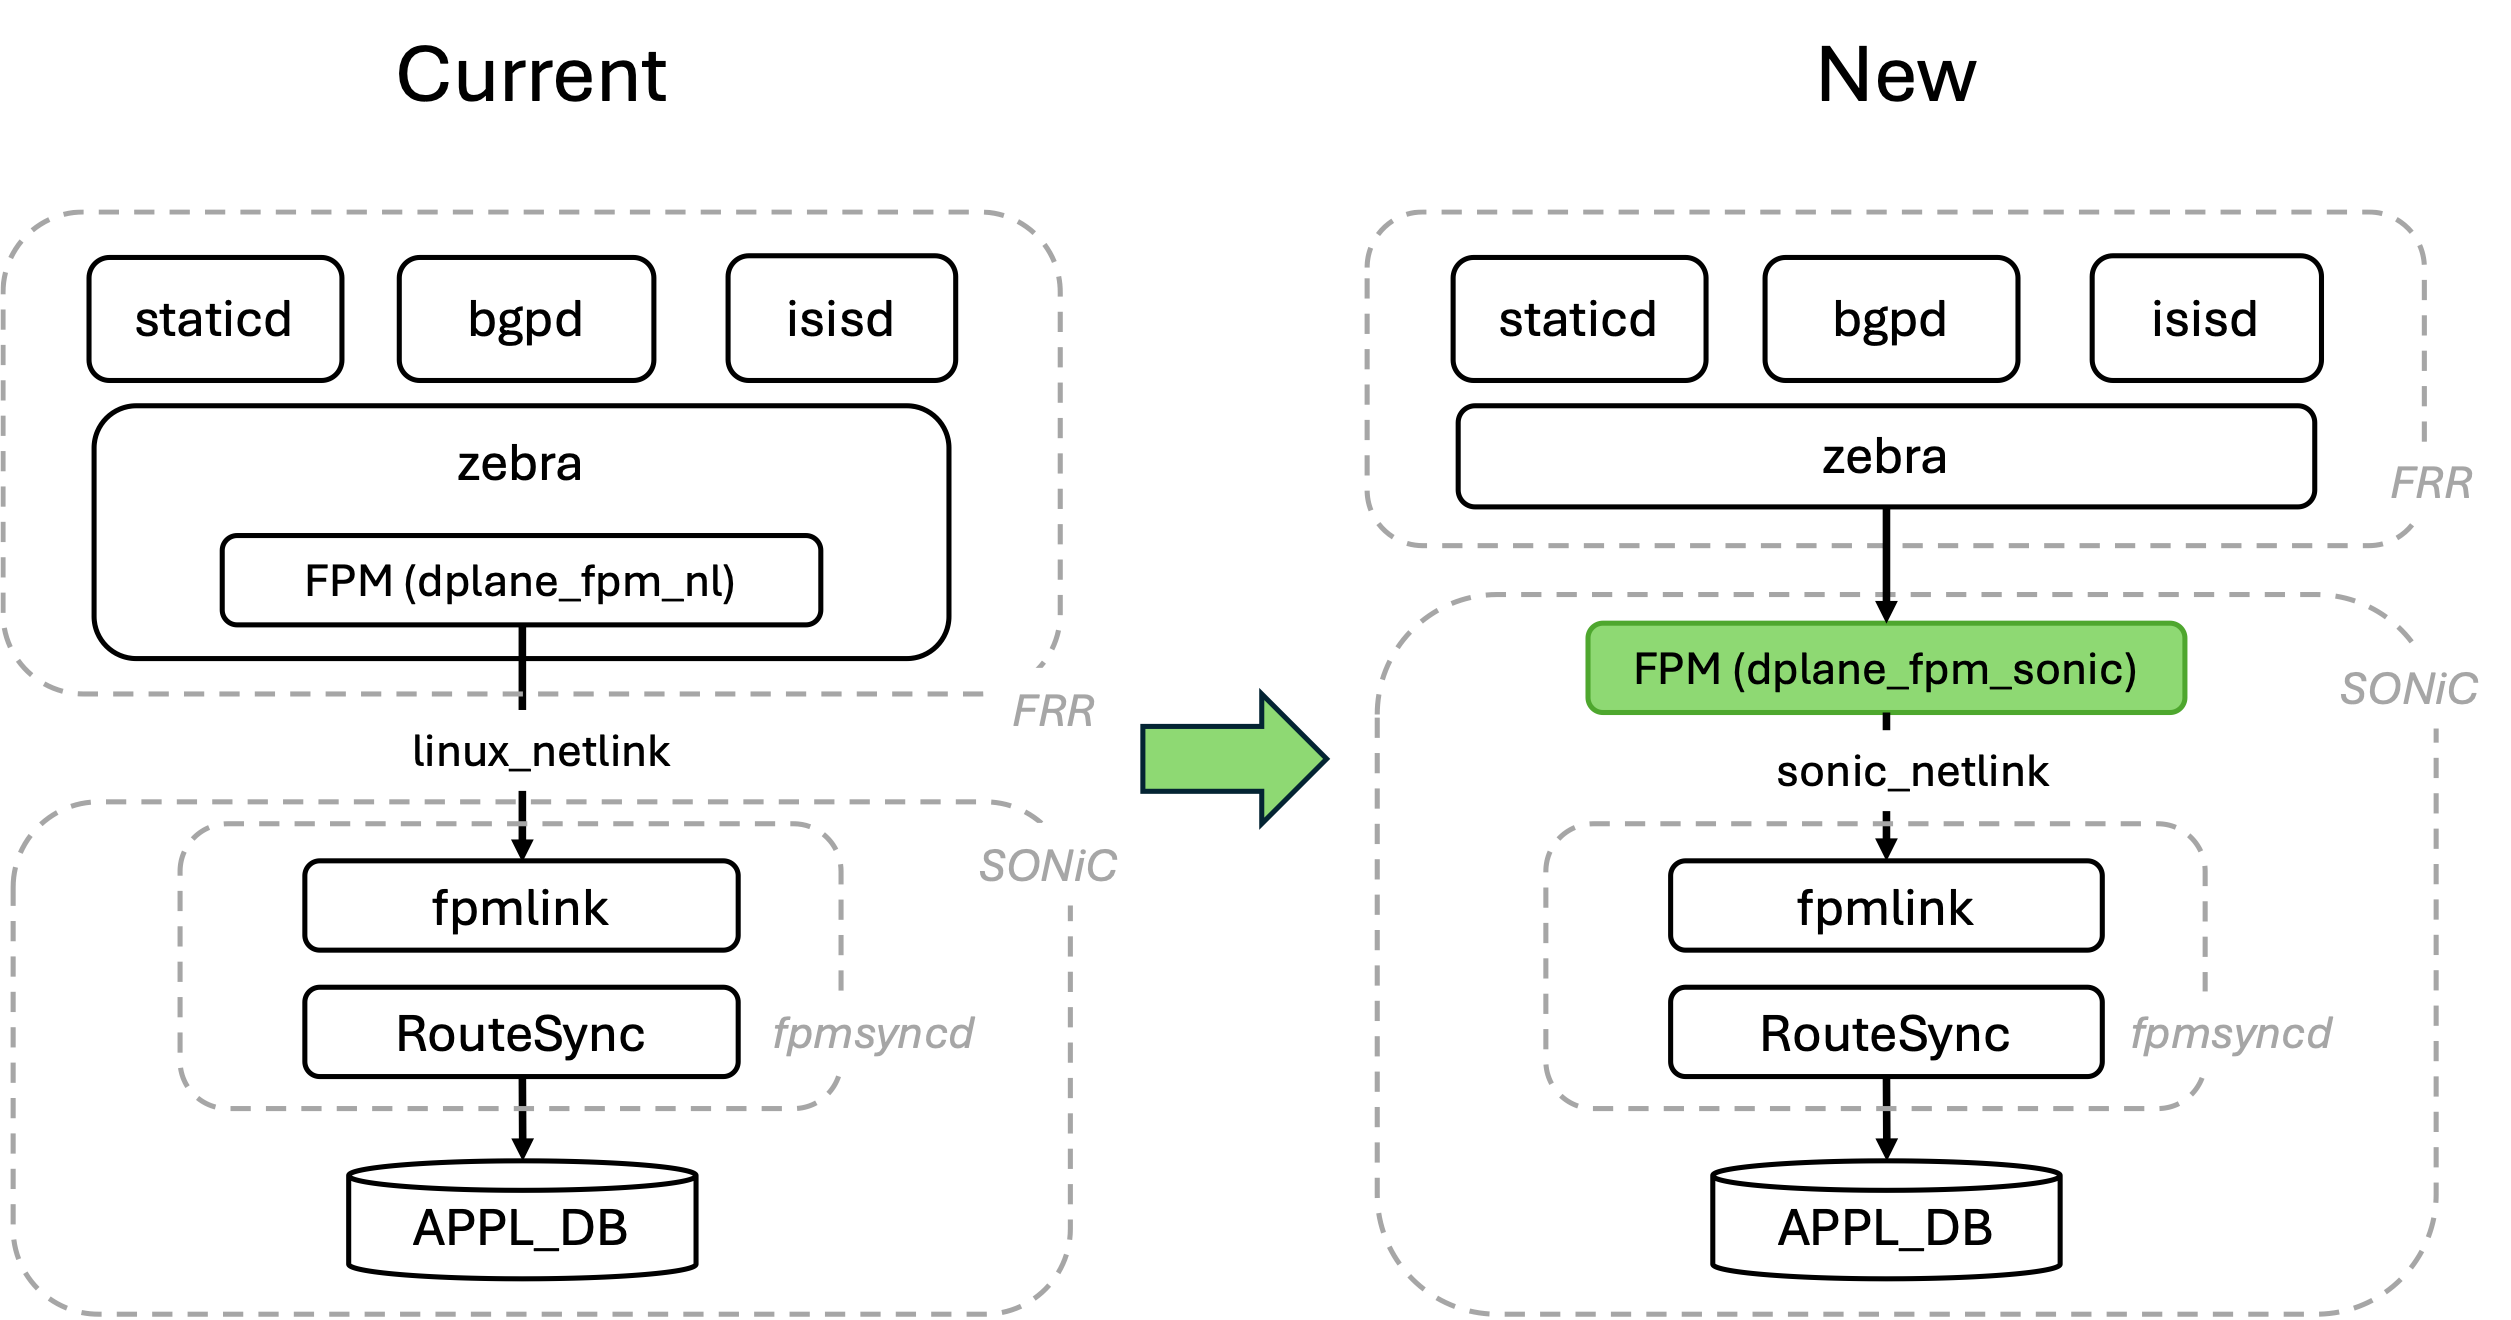 Current
staticd
bgpd
isisd
zebra
FPM (dplane_fpm_nl)
FRR
linux_netlink
SONiC
fpmlink
RouteSync
fpmsyncd
APPL_DB
New
staticd
bgpd
isisd
zebra
FRR
FPM (dplane_fpm_sonic)
SONiC
sonic_netlink
fpmlink
RouteSync
fpmsyncd
APPL_DB